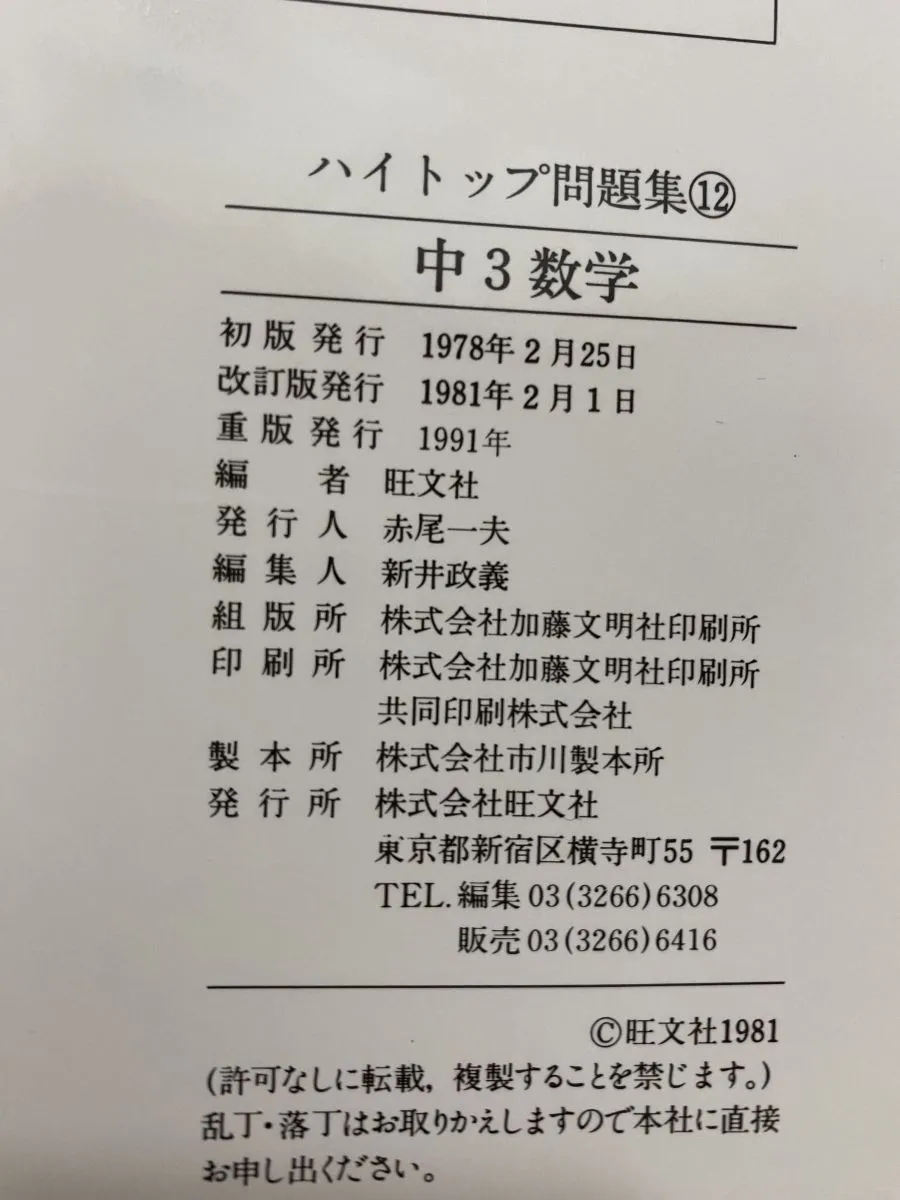 ハイトップ問題集⑫
中3数学
初版発行 1978年2月25日
改訂版発行 1981年2月1日
重版発行 1991年
編者 旺文社
発行人 赤尾一夫
編集人 新井政義
組版所 株式会社加藤文明社印刷所
印刷所 株式会社加藤文明社印刷所
共同印刷株式会社
製本所 株式会社市川製本所
発行所 株式会社旺文社
東京都新宿区横寺町55 〒162
TEL.編集03(3266)6308
販売03(3266)6416
©旺文社1981
(許可なしに転載, 複製することを禁じます。)
乱丁・落丁はお取りかえしますので本社に直接
お申し出ください。